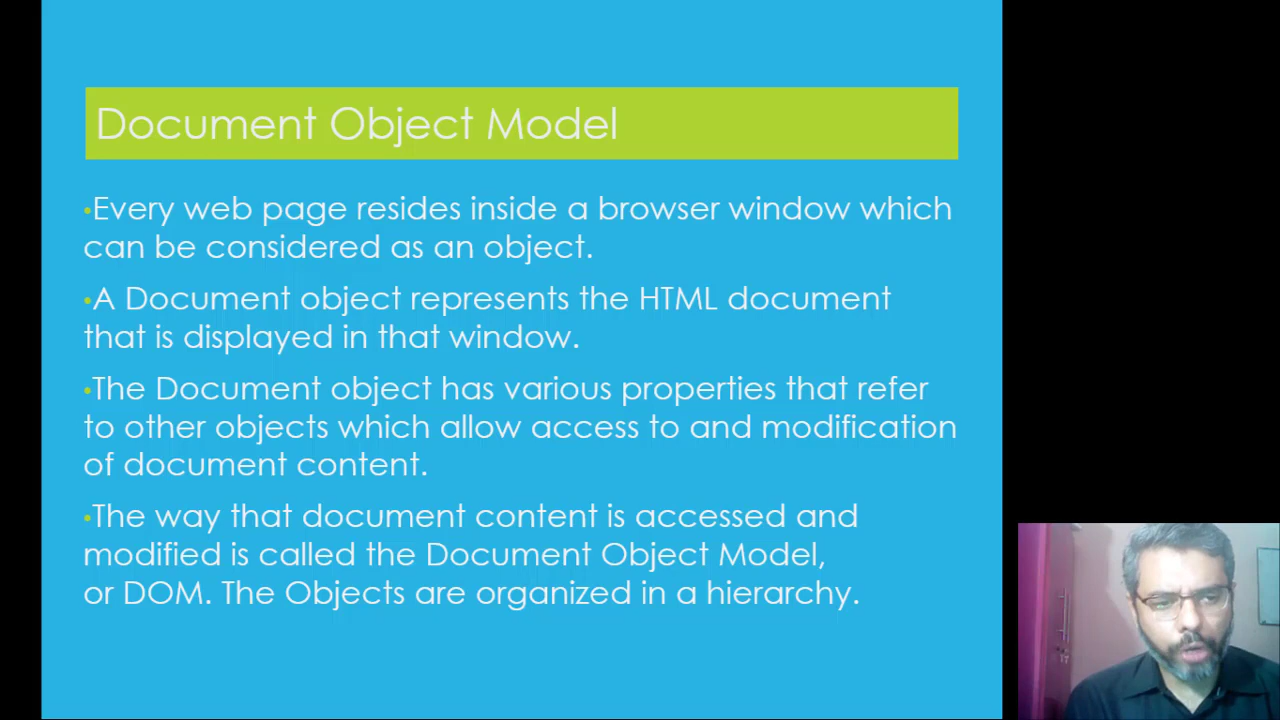 Document Object Model
•Every web page resides inside a browser window which
can be considered as an object.
•A Document object represents the HTML document
that is displayed in that window.
•The Document object has various properties that refer
to other objects which allow access to and modification
of document content.
•The way that document content is accessed and
modified is called the Document Object Model,
or DOM. The Objects are organized in a hierarchy.